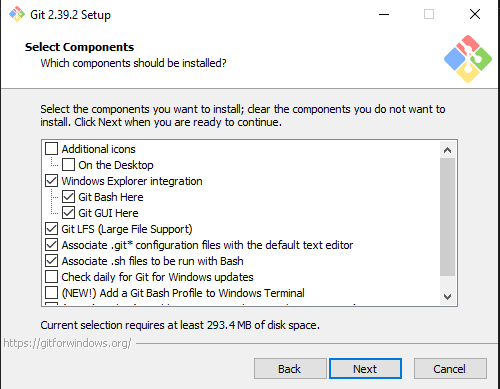 Git 2.39.2 Setup
Select Components
Which components should be installed?
Select the components you want to install; clear the components you do not want to
install. Click Next when you are ready to continue.
Additional icons
On the Desktop
Windows Explorer integration
Git Bash Here
Git GUI Here
Git LFS (Large File Support)
Associate .git* configuration files with the default text editor
Associate .sh files to be run with Bash
Check daily for Git for Windows updates
(NEW!) Add a Git Bash Profile to Windows Terminal
Current selection requires at least 293.4 MB of disk space.
https://gitforwindows.org/
Back
Next
Cancel